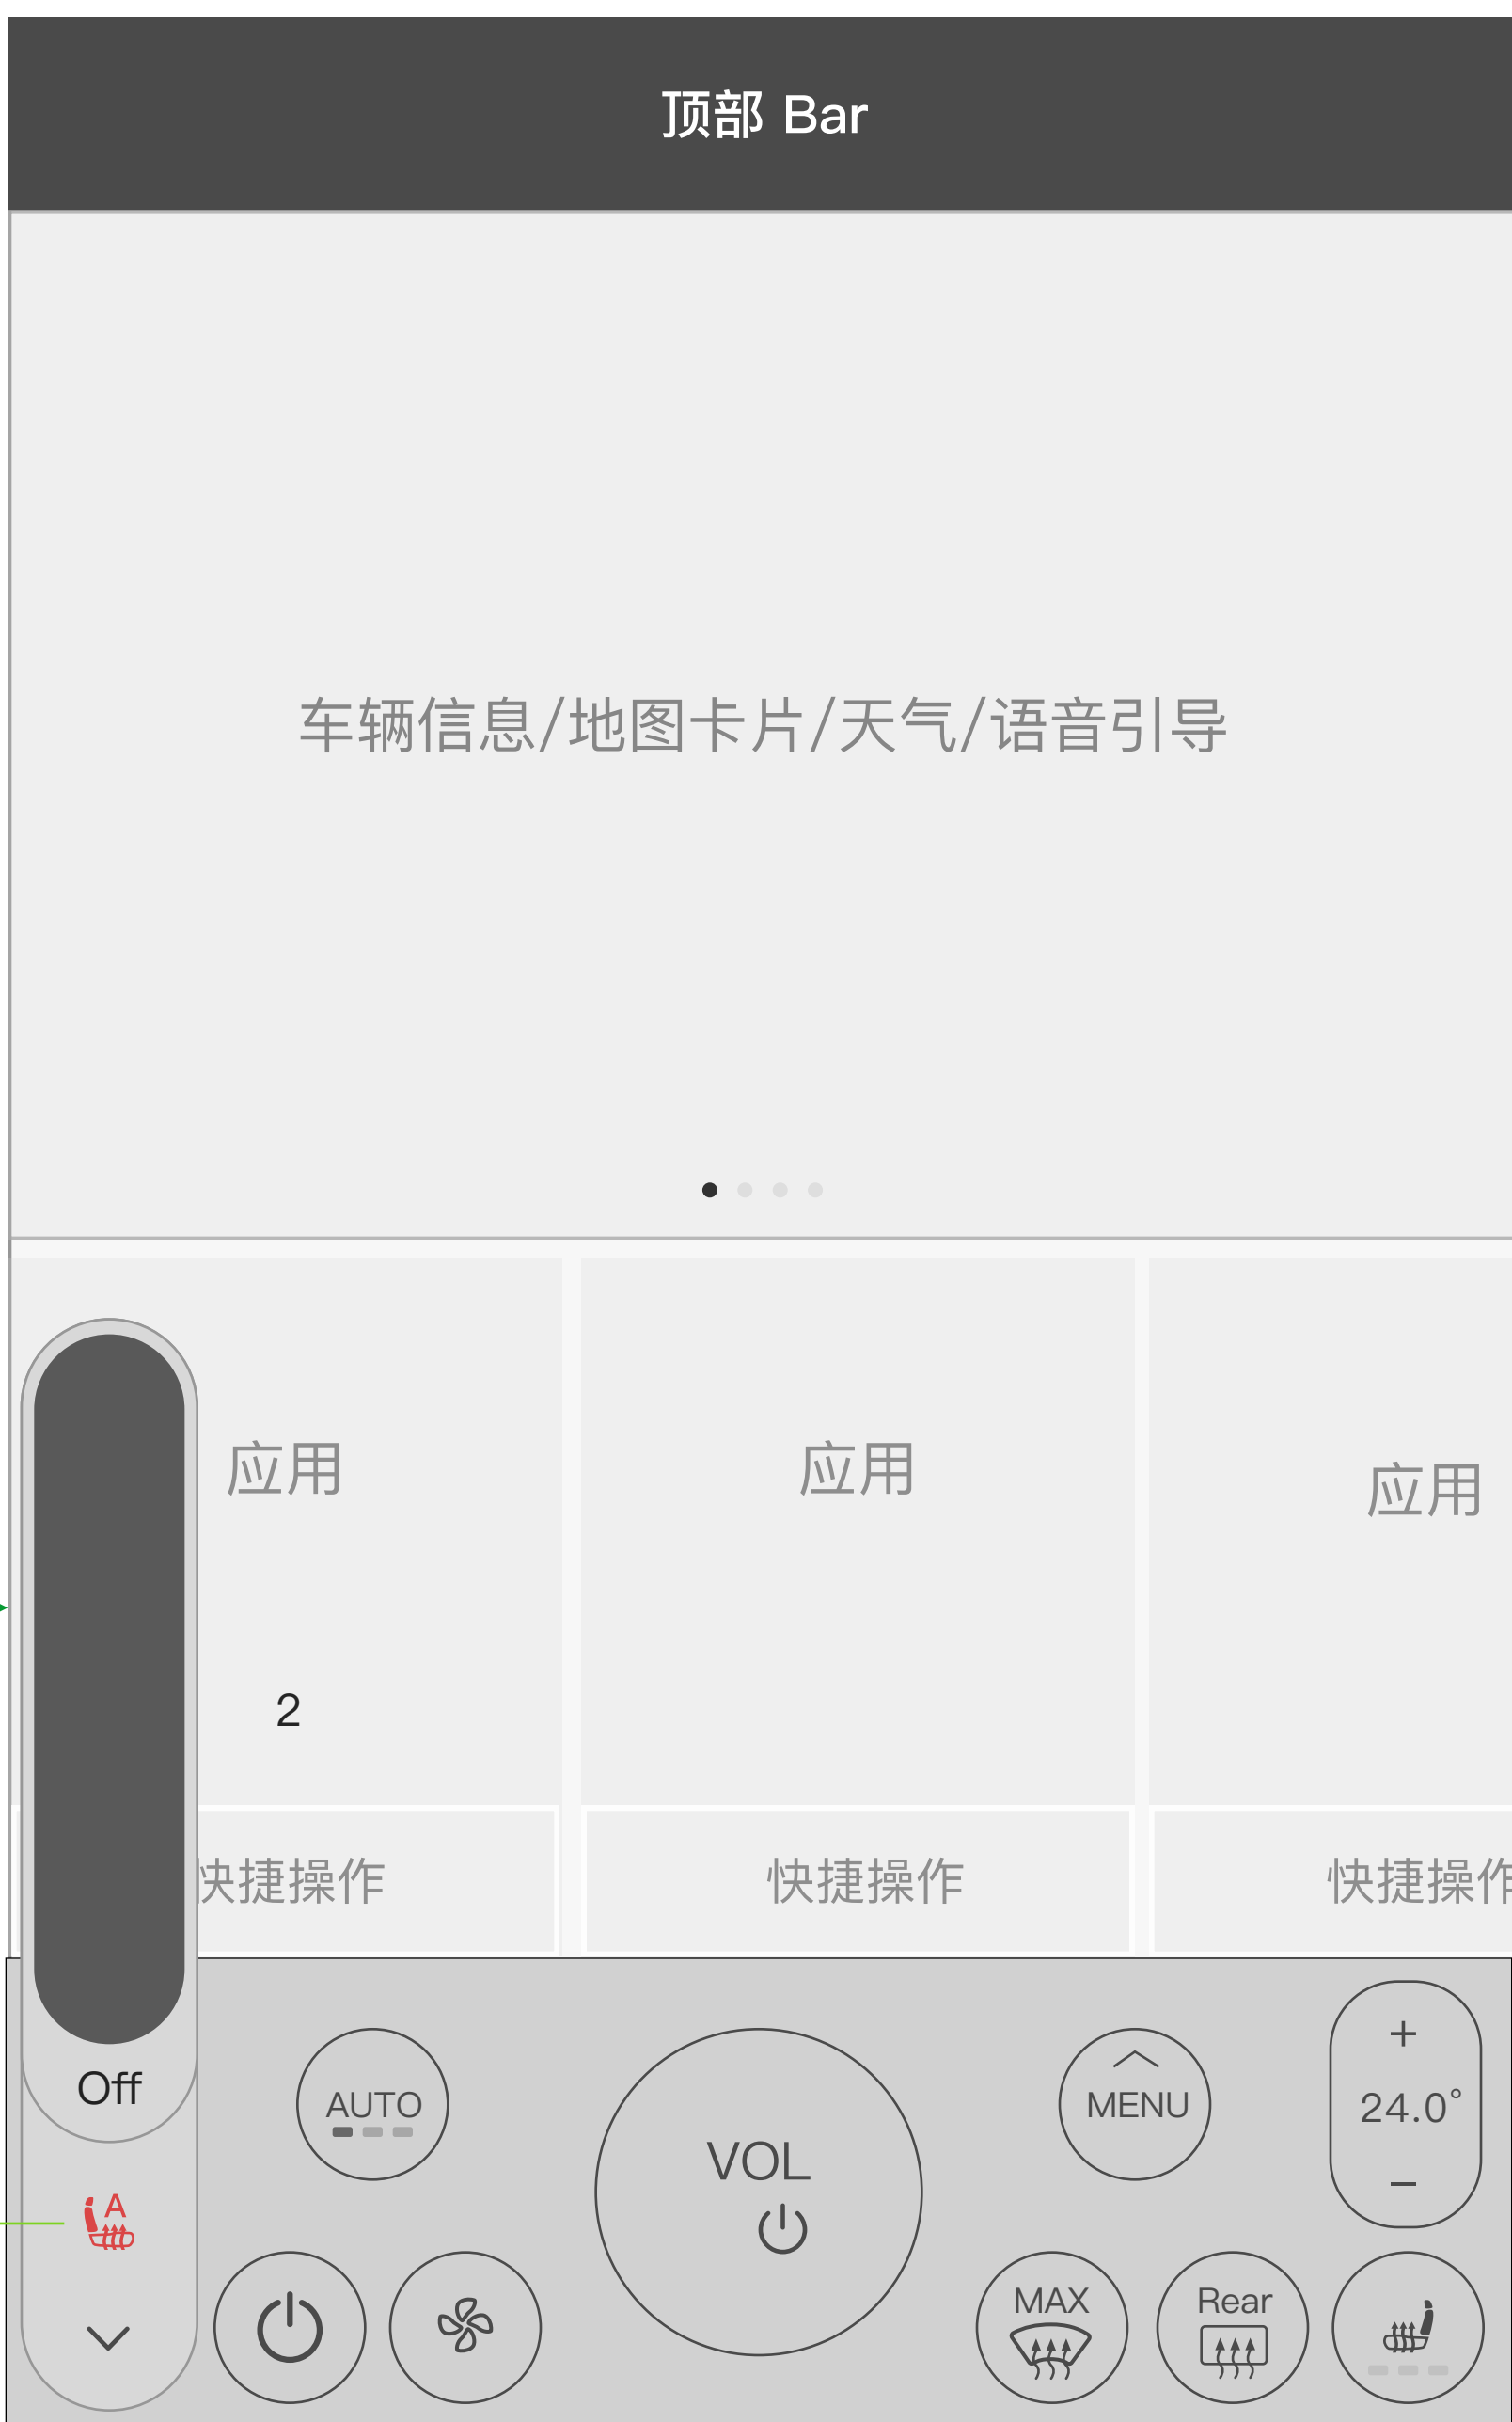 顶部 Bar
车辆信息/地图卡片/天气/语音引导
应用
应用
应用
2
快捷操作
快捷操作
快捷操作
Off
AUTO
VOL
MENU
+
24.0°
−
A
MAX
Rear